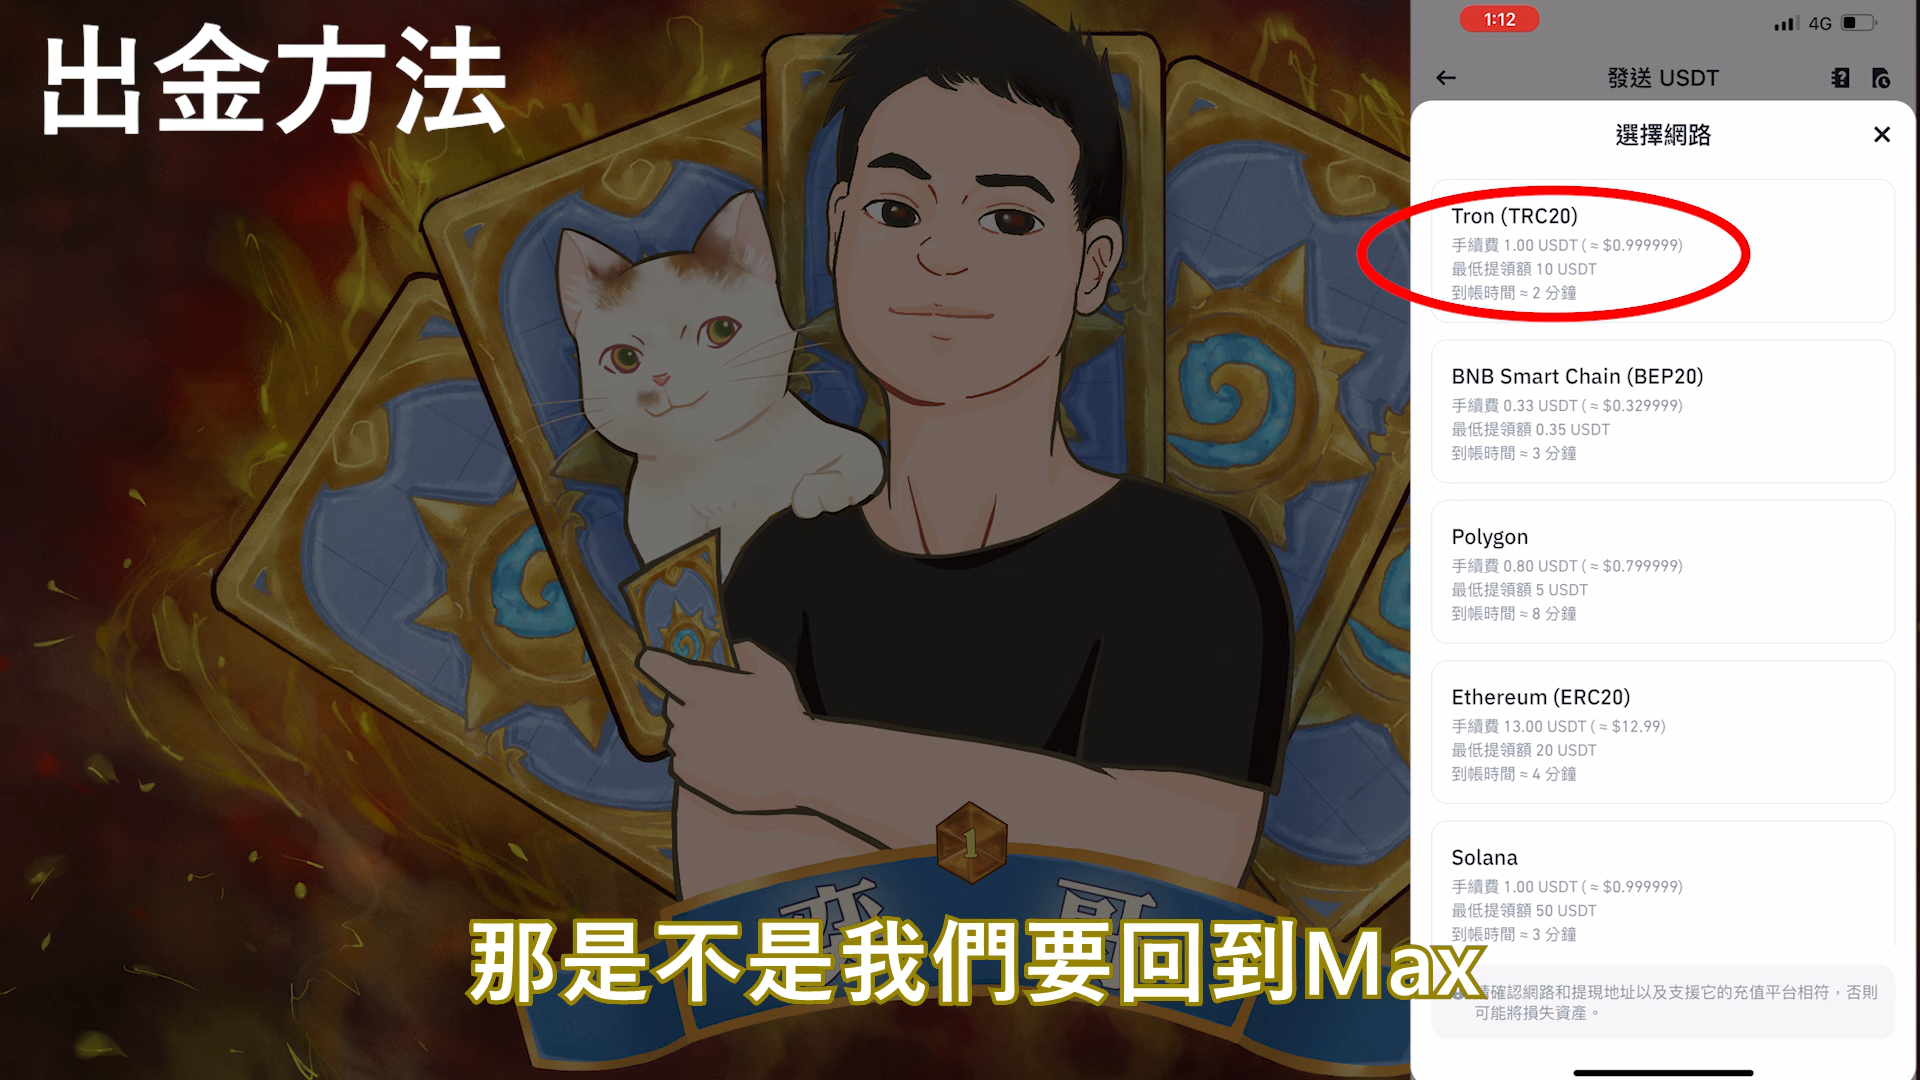 出金方法
1:12
4G
發送 USDT
選擇網路
Tron (TRC20)
手續費 1.00 USDT ( ≈ $0.999999)
最低提領額 10 USDT
到帳時間 ≈ 2 分鐘
BNB Smart Chain (BEP20)
手續費 0.33 USDT ( ≈ $0.329999)
最低提領額 0.35 USDT
到帳時間 ≈ 3 分鐘
Polygon
手續費 0.80 USDT ( ≈ $0.799999)
最低提領額 5 USDT
到帳時間 ≈ 8 分鐘
Ethereum (ERC20)
手續費 13.00 USDT ( ≈ $12.99)
最低提領額 20 USDT
到帳時間 ≈ 4 分鐘
Solana
手續費 1.00 USDT ( ≈ $0.999999)
最低提領額 50 USDT
到帳時間 ≈ 3 分鐘
1
那是不是我們要回到Max
請確認網路和提現地址以及支援它的充值平台相符，否則
可能將損失資產。